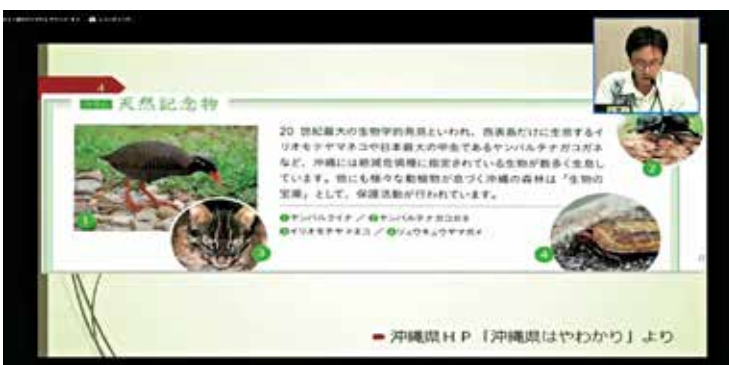 4
天然記念物
20 世紀最大の生物学的発見といわれ、西表島だけに生息するイ
リオモテヤマネコや日本最大の甲虫であるヤンバルテナガコガネ
など、沖縄には絶滅危惧種に指定されている生物が数多く生息し
ています。他にも様々な動植物が息づく沖縄の森林は「生物の
宝庫」として、保護活動が行われています。
❶ヤンバルクイナ / ❷ヤンバルテナガコガネ
❸イリオモテヤマネコ / ❹リュウキュウヤマガメ
1
2
3
4
沖縄県HP「沖縄県はやわかり」より